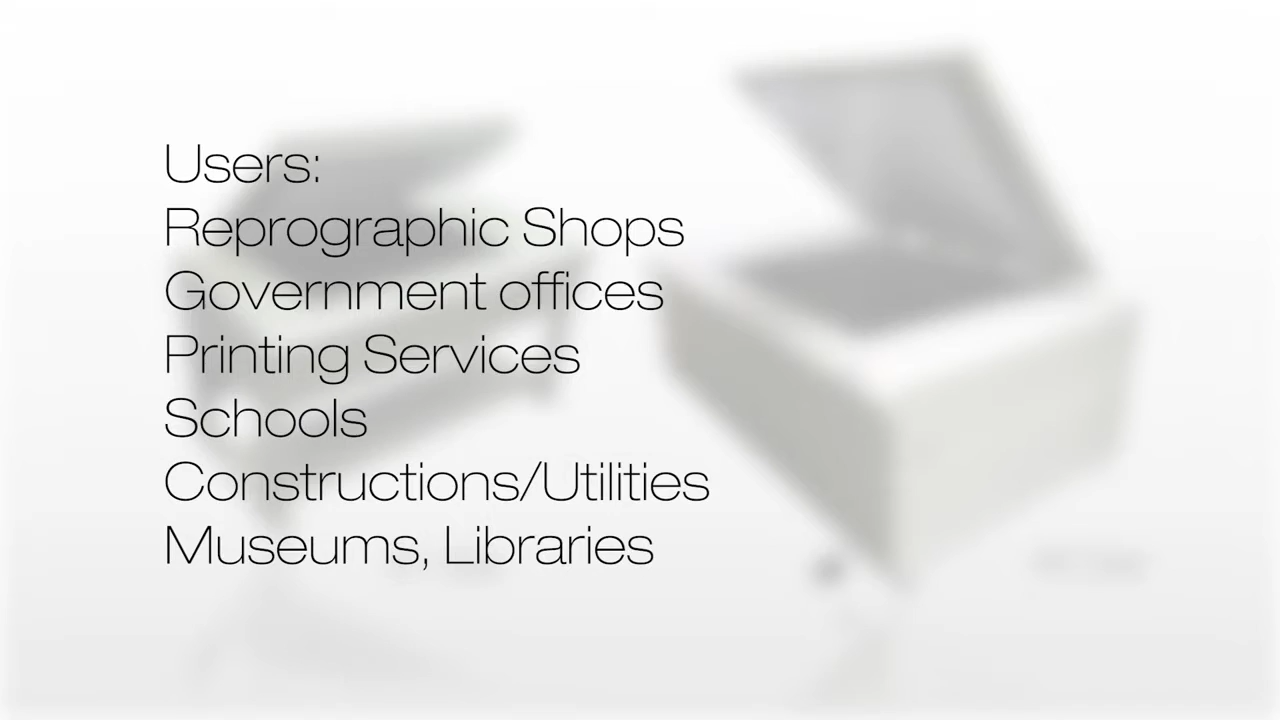 Users:
Reprographic Shops
Government offices
Printing Services
Schools
Constructions/Utilities
Museums, Libraries